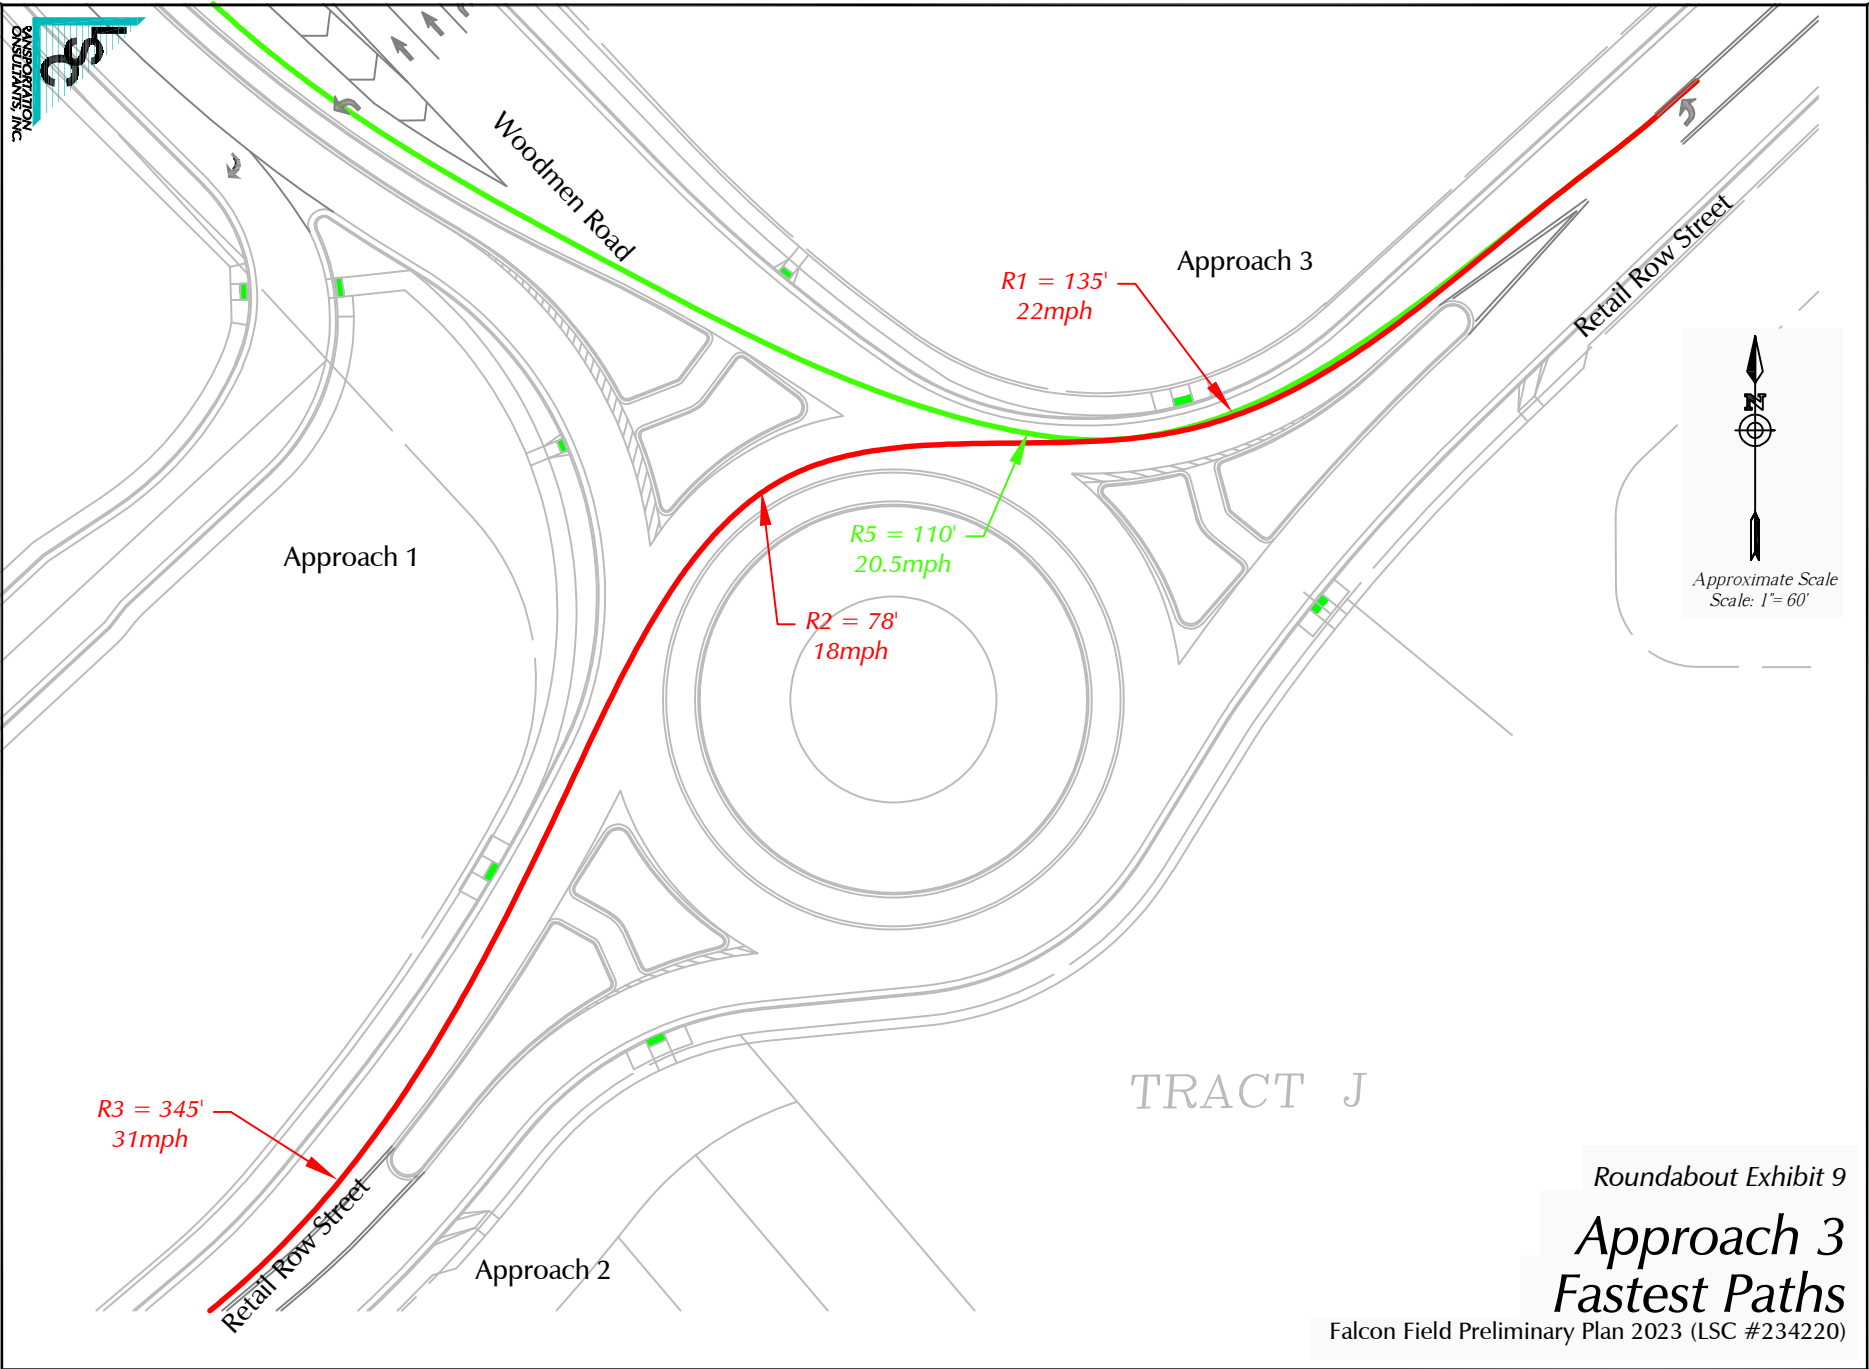 LSC
TRANSPORTATION
CONSULTANTS, INC.
Woodmen Road
Approach 3
R1 = 135'
22mph
Retail Row Street
N
Approximate Scale
Scale: 1"= 60'
Approach 1
R5 = 110'
20.5mph
R2 = 78'
18mph
TRACT J
R3 = 345'
31mph
Retail Row Street
Approach 2
Roundabout Exhibit 9
Approach 3
Fastest Paths
Falcon Field Preliminary Plan 2023 (LSC #234220)